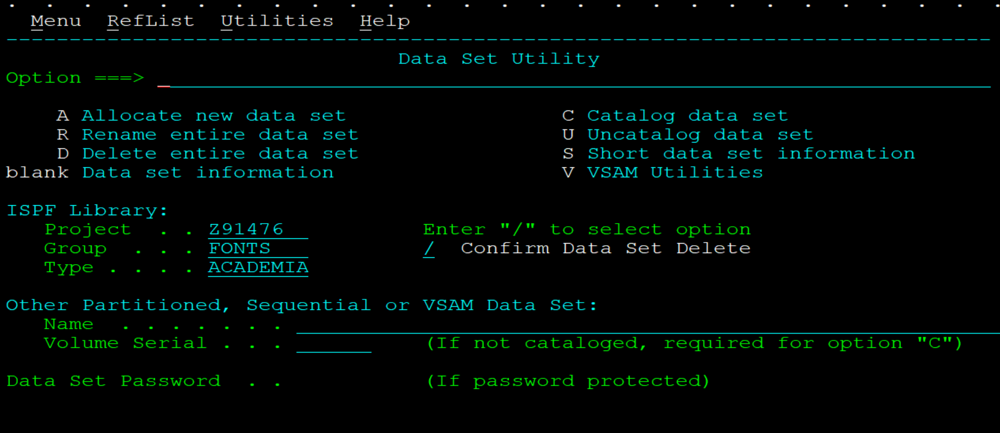 . . . . . . . . . . . . . . . . . . . . . . . . . . .
Menu RefList Utilities Help
------------------------------------------------------------------------------
Data Set Utility
Option ===> _
A Allocate new data set C Catalog data set
R Rename entire data set U Uncatalog data set
D Delete entire data set S Short data set information
blank Data set information V VSAM Utilities
ISPF Library:
Project . . Z91476 Enter "/" to select option
Group . . . FONTS / Confirm Data Set Delete
Type . . . . ACADEMIA
Other Partitioned, Sequential or VSAM Data Set:
Name . . . . . . .
Volume Serial . . . (If not cataloged, required for option "C")
Data Set Password . . (If password protected)